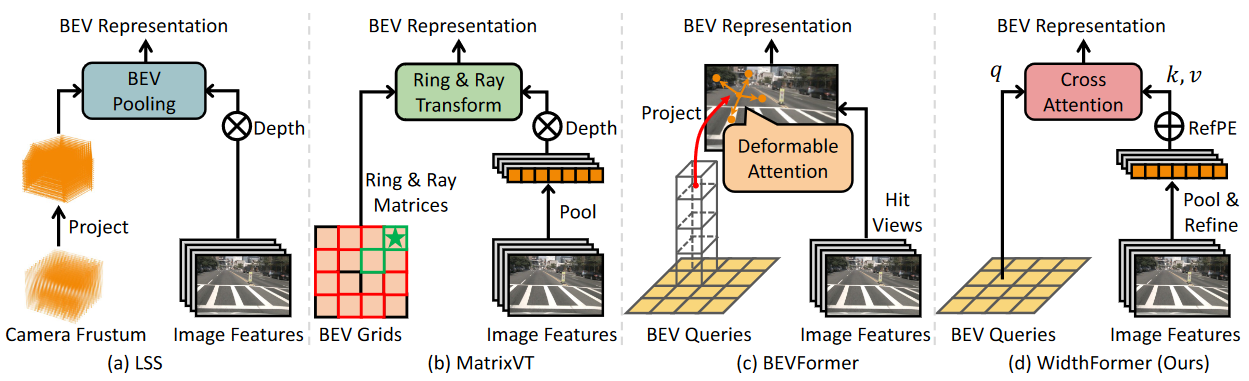 BEV Representation
BEV
Pooling
Depth
Project
Camera Frustum
Image Features
(a) LSS
BEV Representation
Ring & Ray
Transform
Depth
Ring & Ray
Matrices
Pool
BEV Grids
Image Features
(b) MatrixVT
BEV Representation
Project
Deformable
Attention
Hit
Views
BEV Queries
Image Features
(c) BEVFormer
BEV Representation
q
Cross
Attention
k, v
RefPE
Pool &
Refine
BEV Queries
Image Features
(d) WidthFormer (Ours)